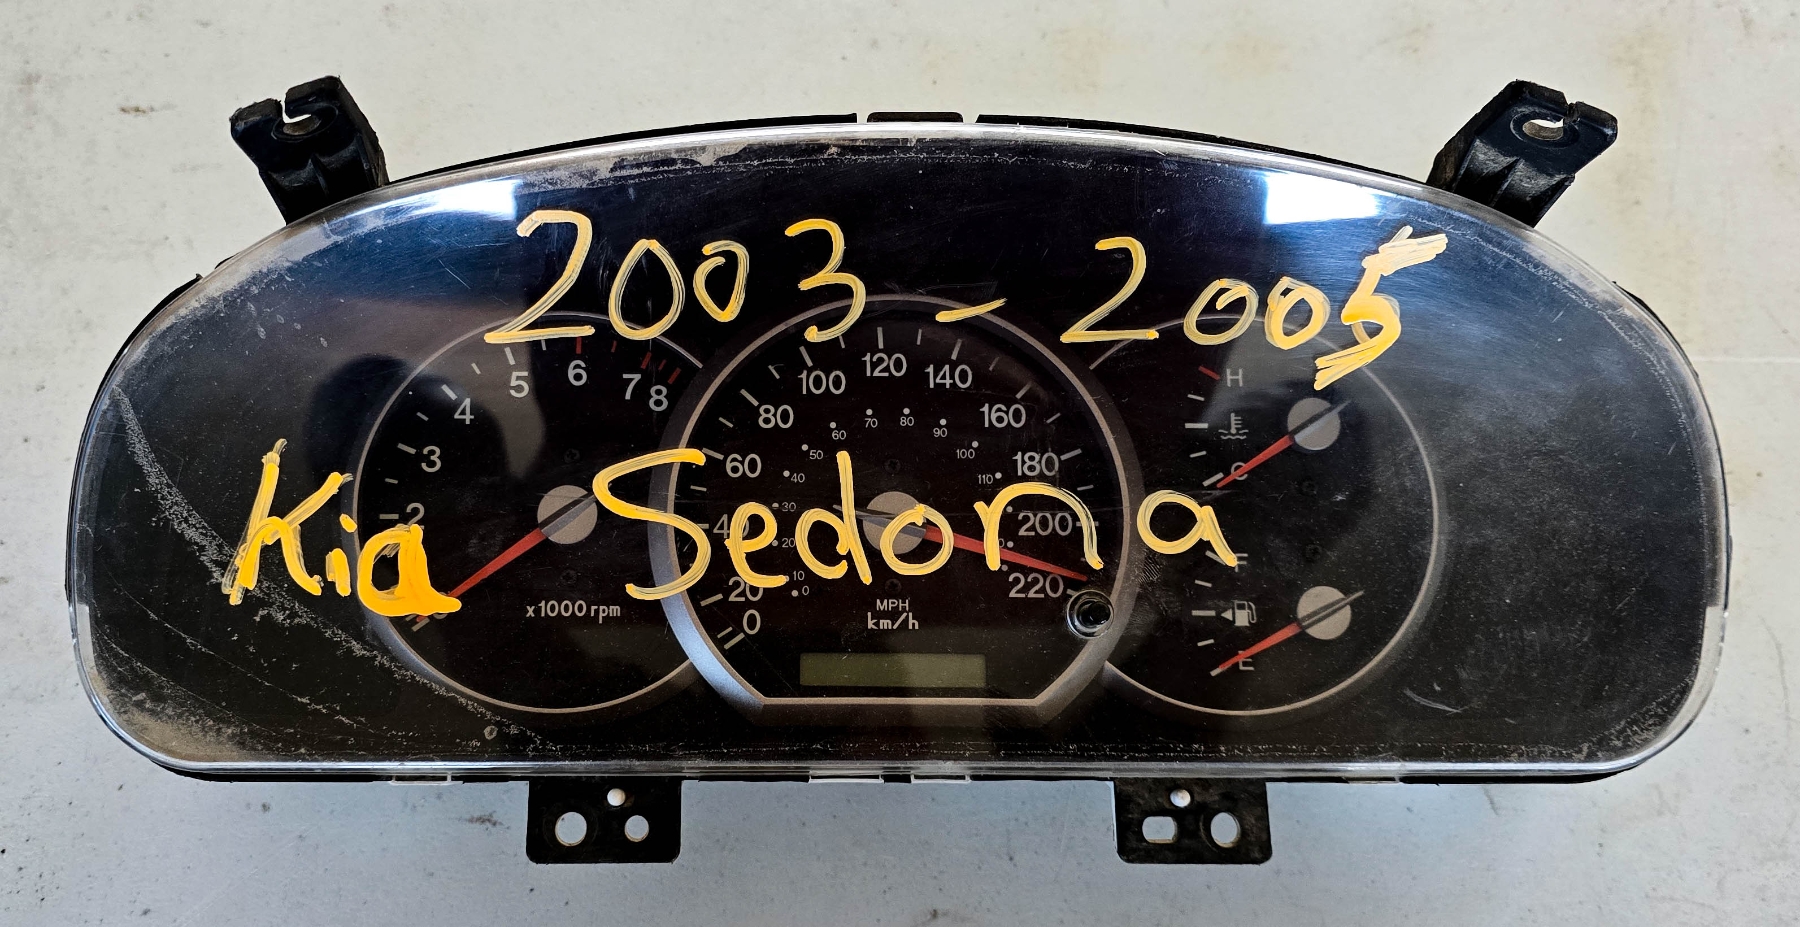 2003 - 2005
Kia Sedona
1 2 3 4 5 6 7 8
x1000 rpm
0 20 40 60 80 100 120 140 160 180 200 220
0 10 20 30 40 50 60 70 80 90 100 110
MPH
km/h
H
C
F
E